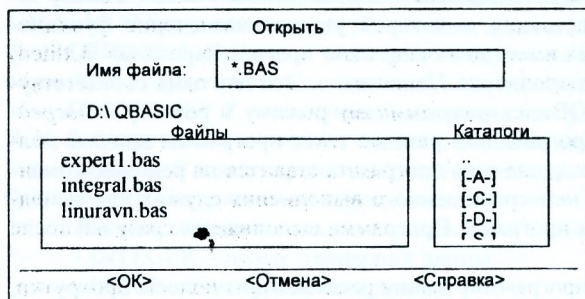 Открыть
Имя файла: *.BAS
D:\ QBASIC
Файлы Каталоги
expert1.bas ..
integral.bas [-A-]
linuravn.bas [-C-]
[-D-]
<OK> <Отмена> <Справка>